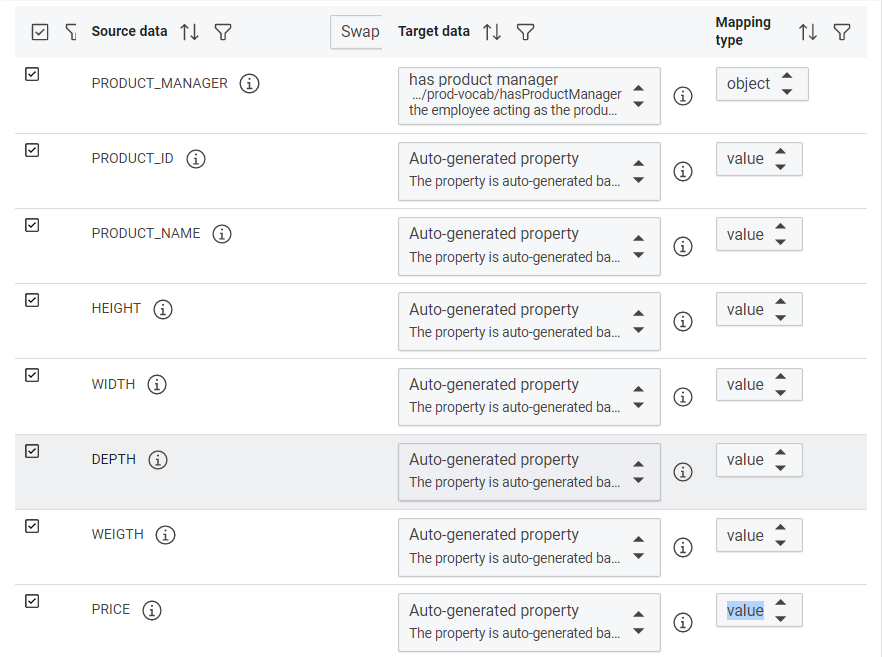 Source data Swap Target data Mapping type
PRODUCT_MANAGER has product manager object
.../prod-vocab/hasProductManager
the employee acting as the produ...
PRODUCT_ID Auto-generated property value
The property is auto-generated ba...
PRODUCT_NAME Auto-generated property value
The property is auto-generated ba...
HEIGHT Auto-generated property value
The property is auto-generated ba...
WIDTH Auto-generated property value
The property is auto-generated ba...
DEPTH Auto-generated property value
The property is auto-generated ba...
WEIGTH Auto-generated property value
The property is auto-generated ba...
PRICE Auto-generated property value
The property is auto-generated ba...